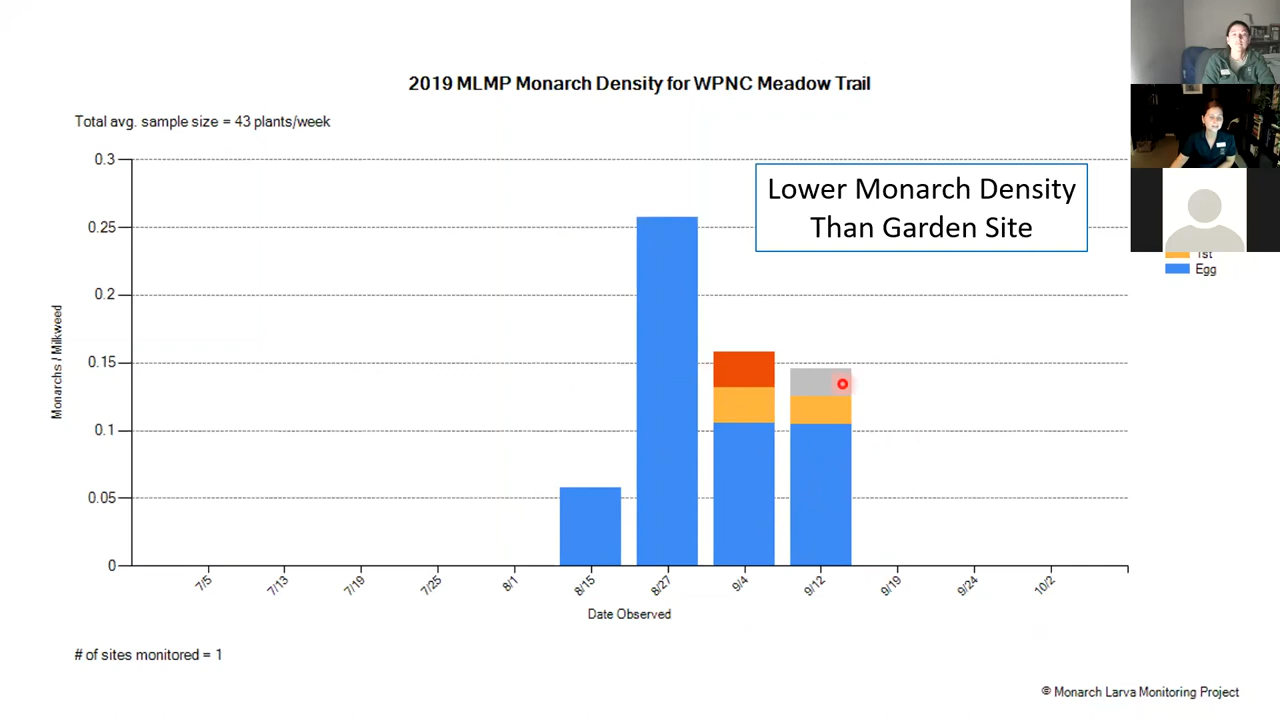 2019 MLMP Monarch Density for WPNC Meadow Trail
Total avg. sample size = 43 plants/week
Lower Monarch Density
Than Garden Site
0.3
0.25
0.2
0.15
0.1
0.05
0
Monarchs / Milkweed
1st
Egg
7/5
7/13
7/19
7/25
8/1
8/15
8/27
9/4
9/12
9/19
9/24
10/2
Date Observed
# of sites monitored = 1
© Monarch Larva Monitoring Project